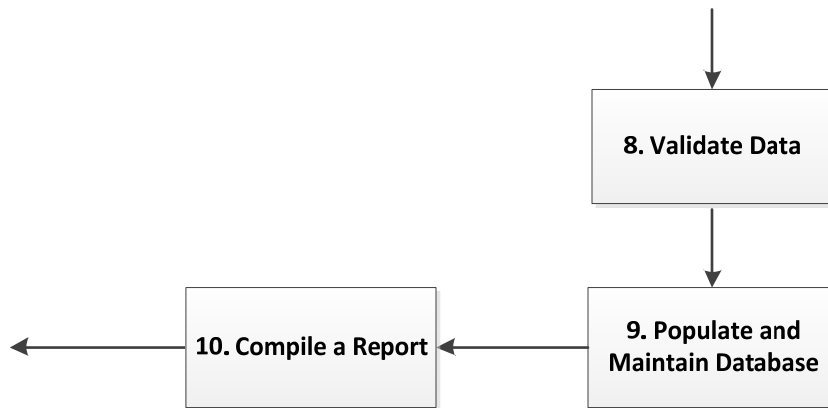 8. Validate Data
9. Populate and
Maintain Database
10. Compile a Report